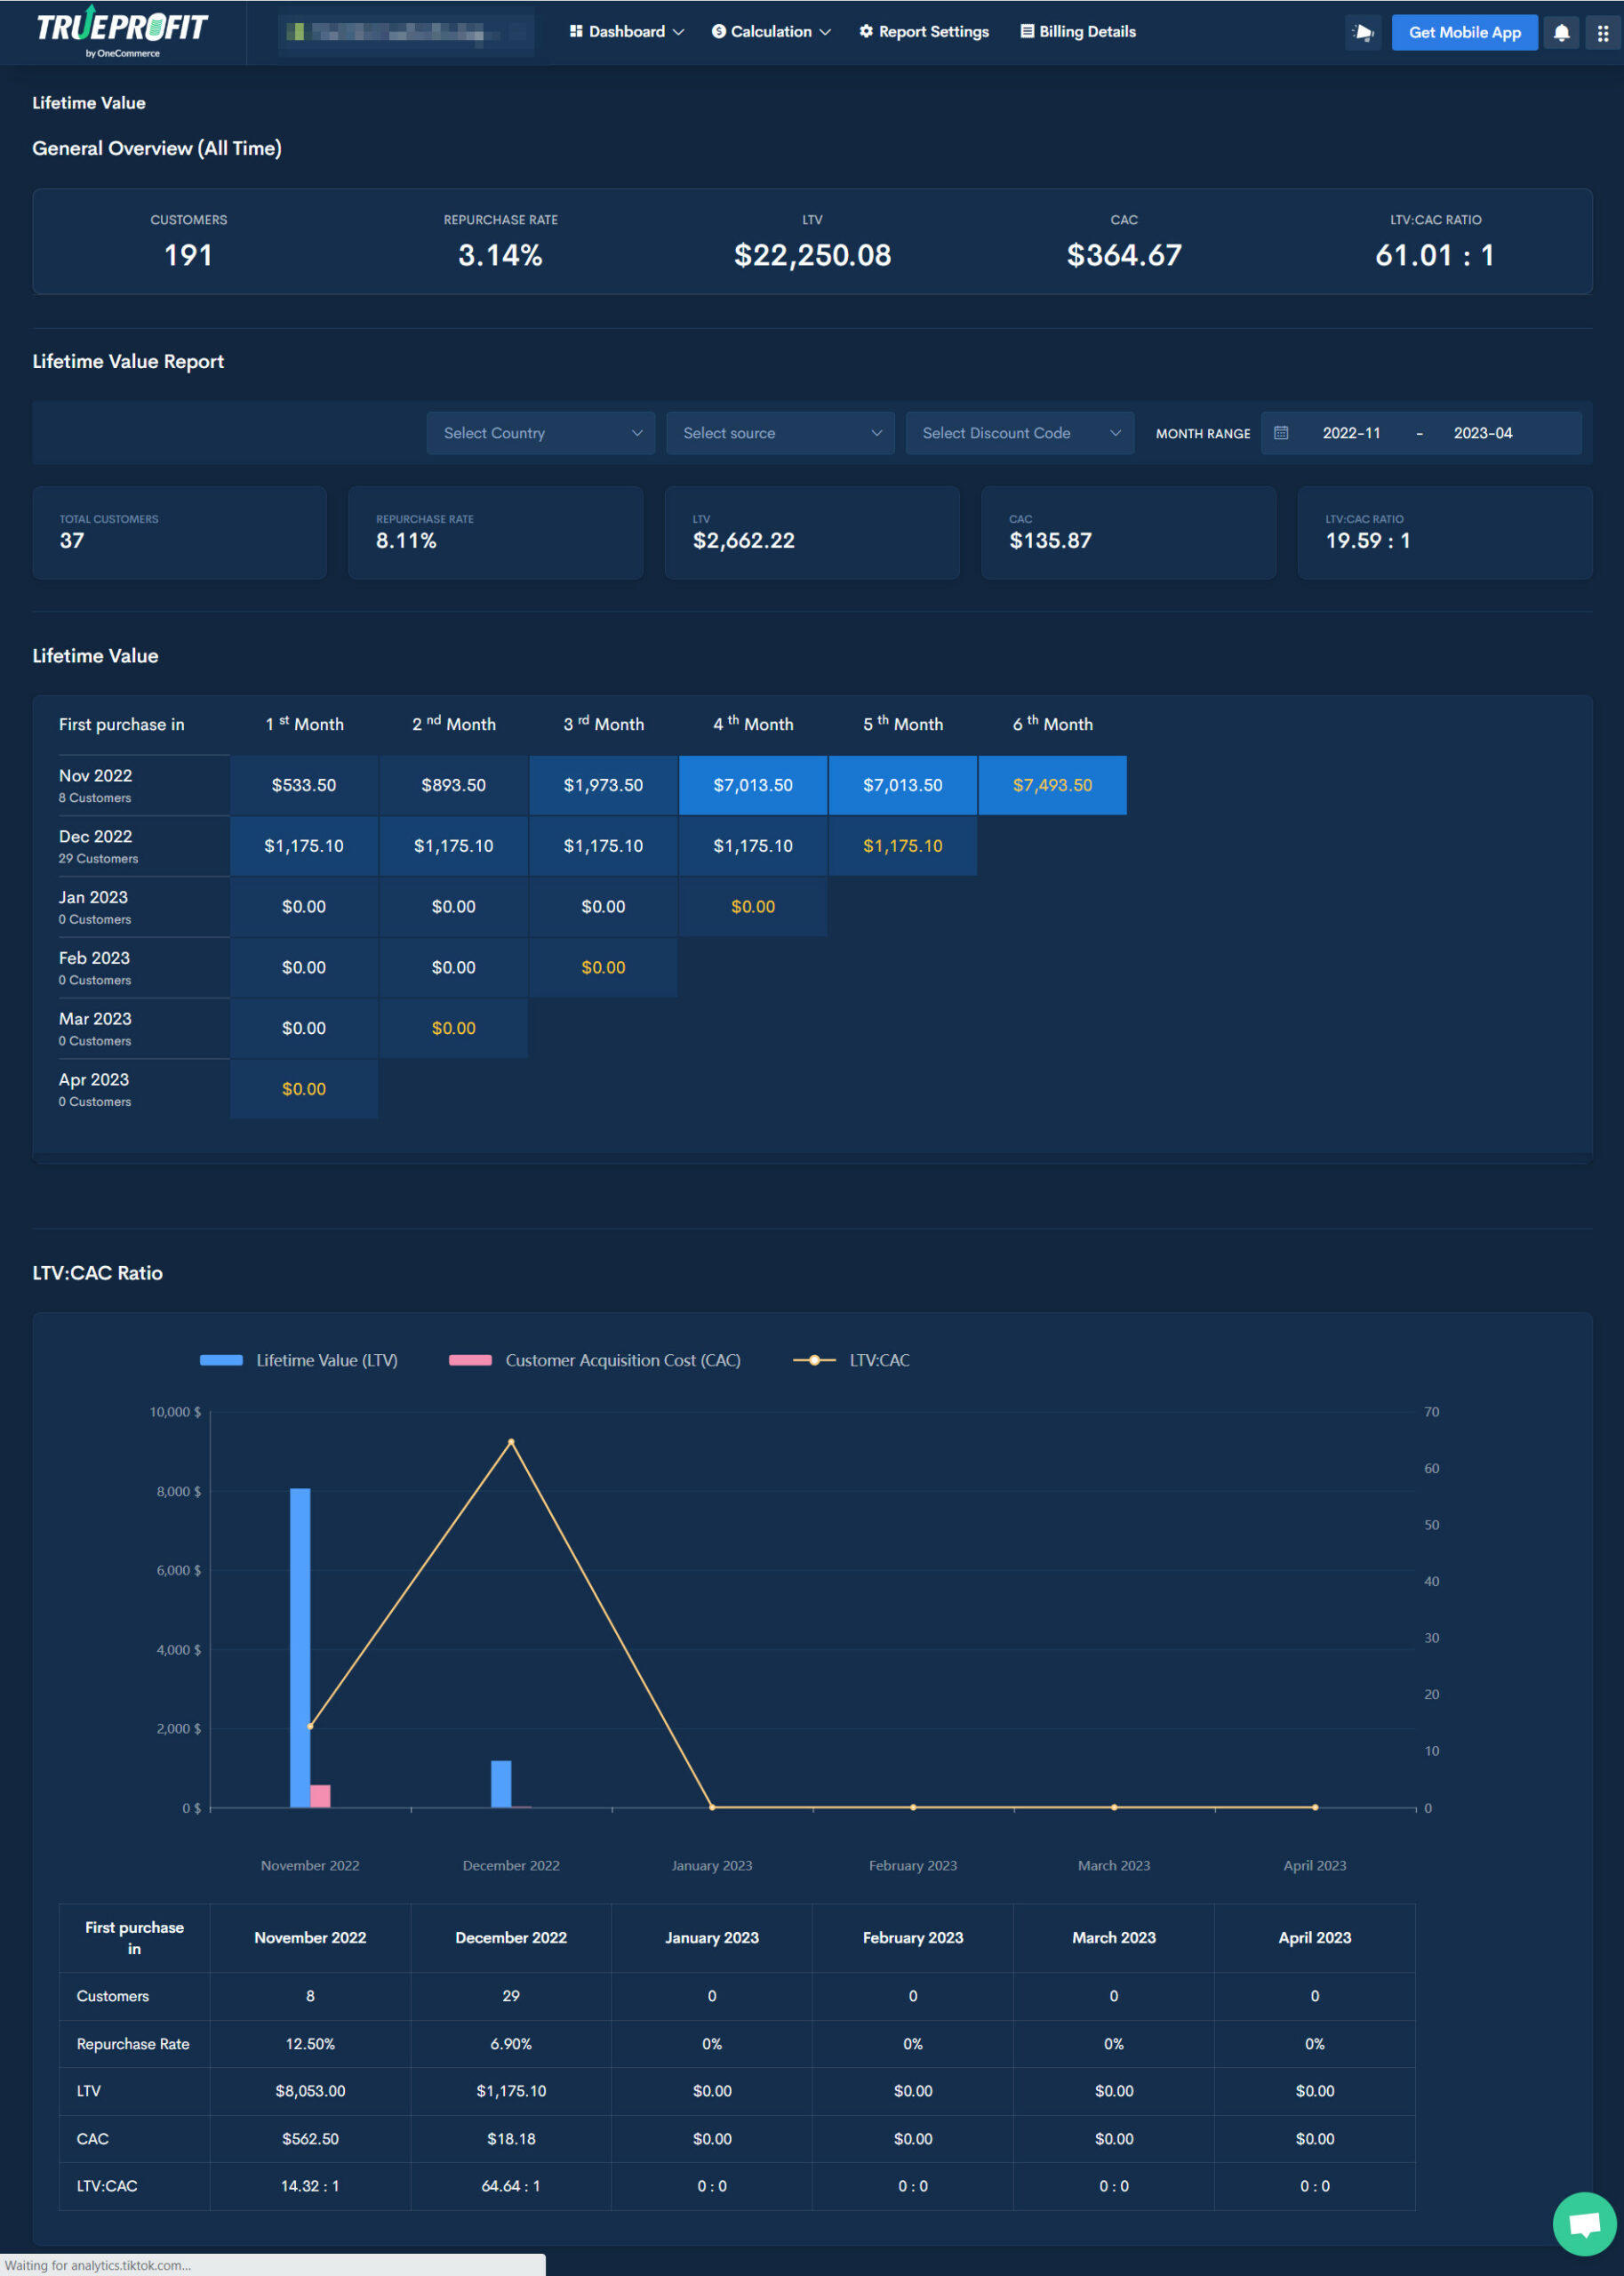 TRUEPROFIT
by OneCommerce
Dashboard
Calculation
Report Settings
Billing Details
Get Mobile App
Lifetime Value
General Overview (All Time)
CUSTOMERS REPURCHASE RATE LTV CAC LTV:CAC RATIO
191 3.14% $22,250.08 $364.67 61.01 : 1
Lifetime Value Report
Select Country Select source Select Discount Code MONTH RANGE 2022-11 - 2023-04
TOTAL CUSTOMERS REPURCHASE RATE LTV CAC LTV:CAC RATIO
37 8.11% $2,662.22 $135.87 19.59 : 1
Lifetime Value
First purchase in 1 st Month 2 nd Month 3 rd Month 4 th Month 5 th Month 6 th Month
Nov 2022
8 Customers
$533.50 $893.50 $1,973.50 $7,013.50 $7,013.50 $7,493.50
Dec 2022
29 Customers
$1,175.10 $1,175.10 $1,175.10 $1,175.10 $1,175.10
Jan 2023
0 Customers
$0.00 $0.00 $0.00 $0.00
Feb 2023
0 Customers
$0.00 $0.00 $0.00
Mar 2023
0 Customers
$0.00 $0.00
Apr 2023
0 Customers
$0.00
LTV:CAC Ratio
Lifetime Value (LTV) Customer Acquisition Cost (CAC) LTV:CAC
10,000 $
8,000 $
6,000 $
4,000 $
2,000 $
0 $
70
60
50
40
30
20
10
0
November 2022 December 2022 January 2023 February 2023 March 2023 April 2023
First purchase
in
November 2022 December 2022 January 2023 February 2023 March 2023 April 2023
Customers 8 29 0 0 0 0
Repurchase Rate 12.50% 6.90% 0% 0% 0% 0%
LTV $8,053.00 $1,175.10 $0.00 $0.00 $0.00 $0.00
CAC $562.50 $18.18 $0.00 $0.00 $0.00 $0.00
LTV:CAC 14.32 : 1 64.64 : 1 0 : 0 0 : 0 0 : 0 0 : 0
Waiting for analytics.tiktok.com...